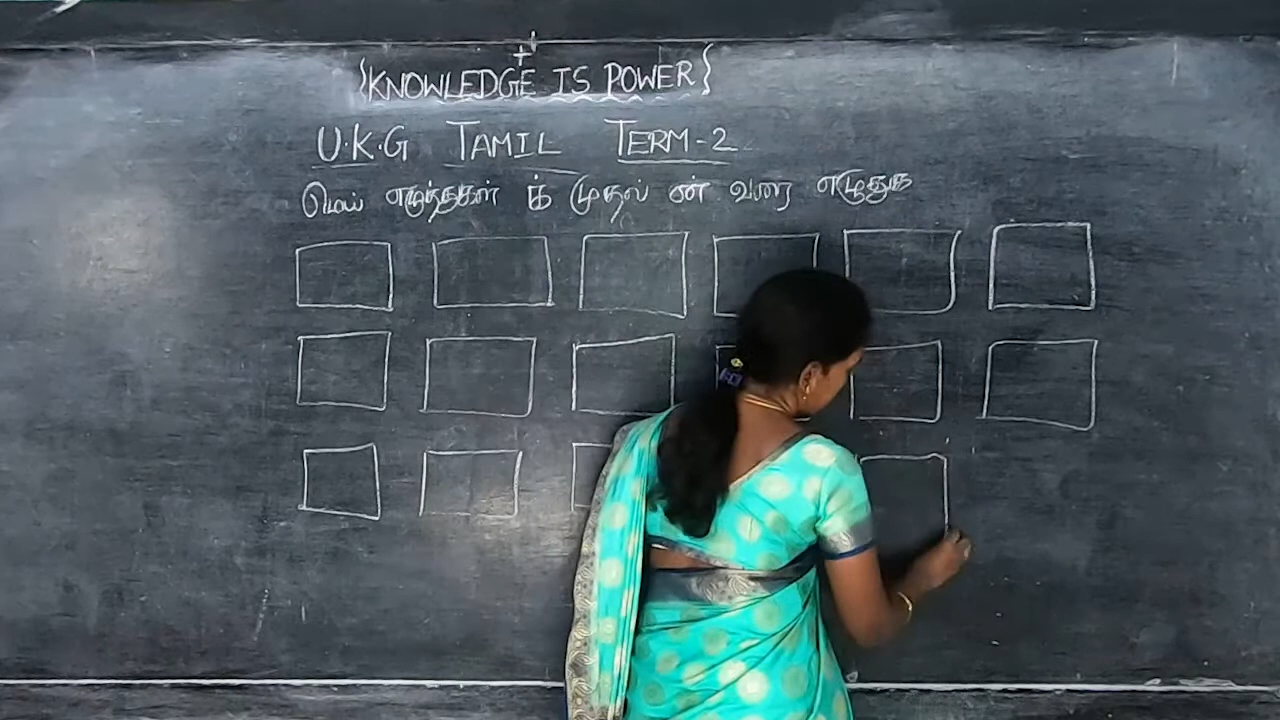 {KNOWLEDGE IS POWER}
U.K.G TAMIL TERM-2
மெய் எழுத்துகள் க் முதல் ன் வரை எழுதுக